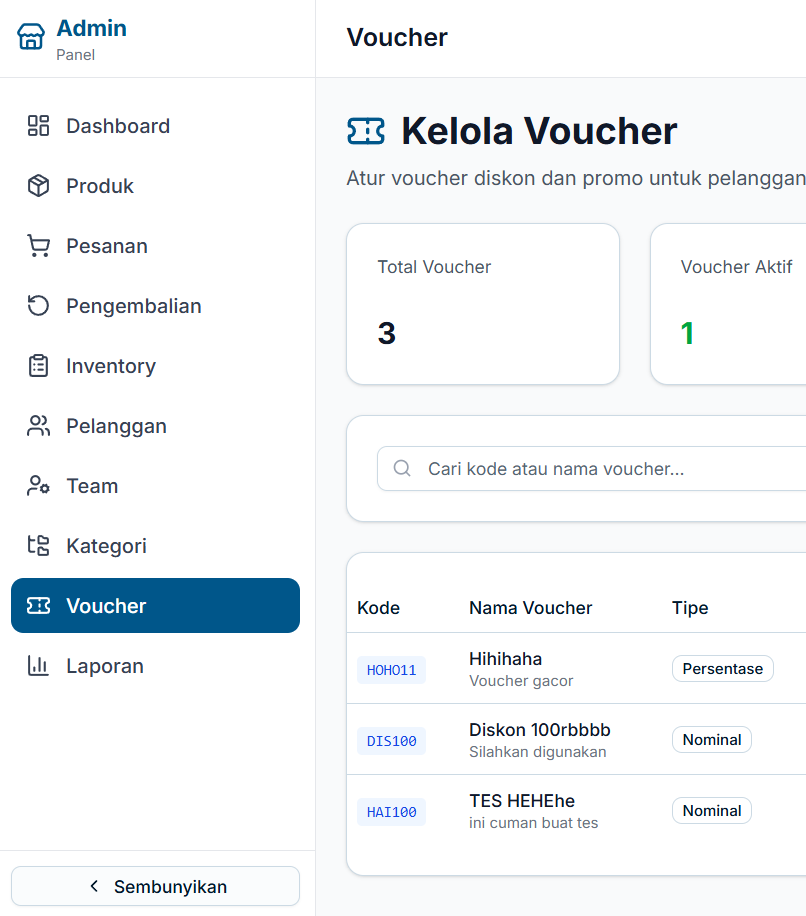 Admin
Panel
Dashboard
Produk
Pesanan
Pengembalian
Inventory
Pelanggan
Team
Kategori
Voucher
Laporan
Sembunyikan
Voucher
Kelola Voucher
Atur voucher diskon dan promo untuk pelanggan
Total Voucher
3
Voucher Aktif
1
Cari kode atau nama voucher...
Kode Nama Voucher Tipe
HOHO11 Hihihaha Persentase
Voucher gacor
DIS100 Diskon 100rbbbb Nominal
Silahkan digunakan
HAI100 TES HEHEhe Nominal
ini cuman buat tes